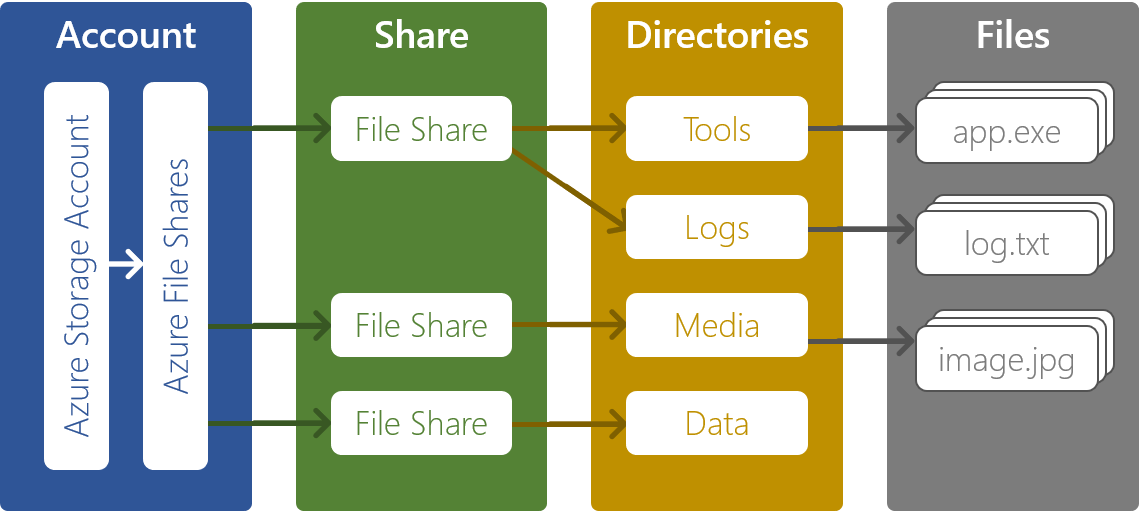 Account
Azure Storage Account
Azure File Shares
Share
File Share
File Share
File Share
Directories
Tools
Logs
Media
Data
Files
app.exe
log.txt
image.jpg